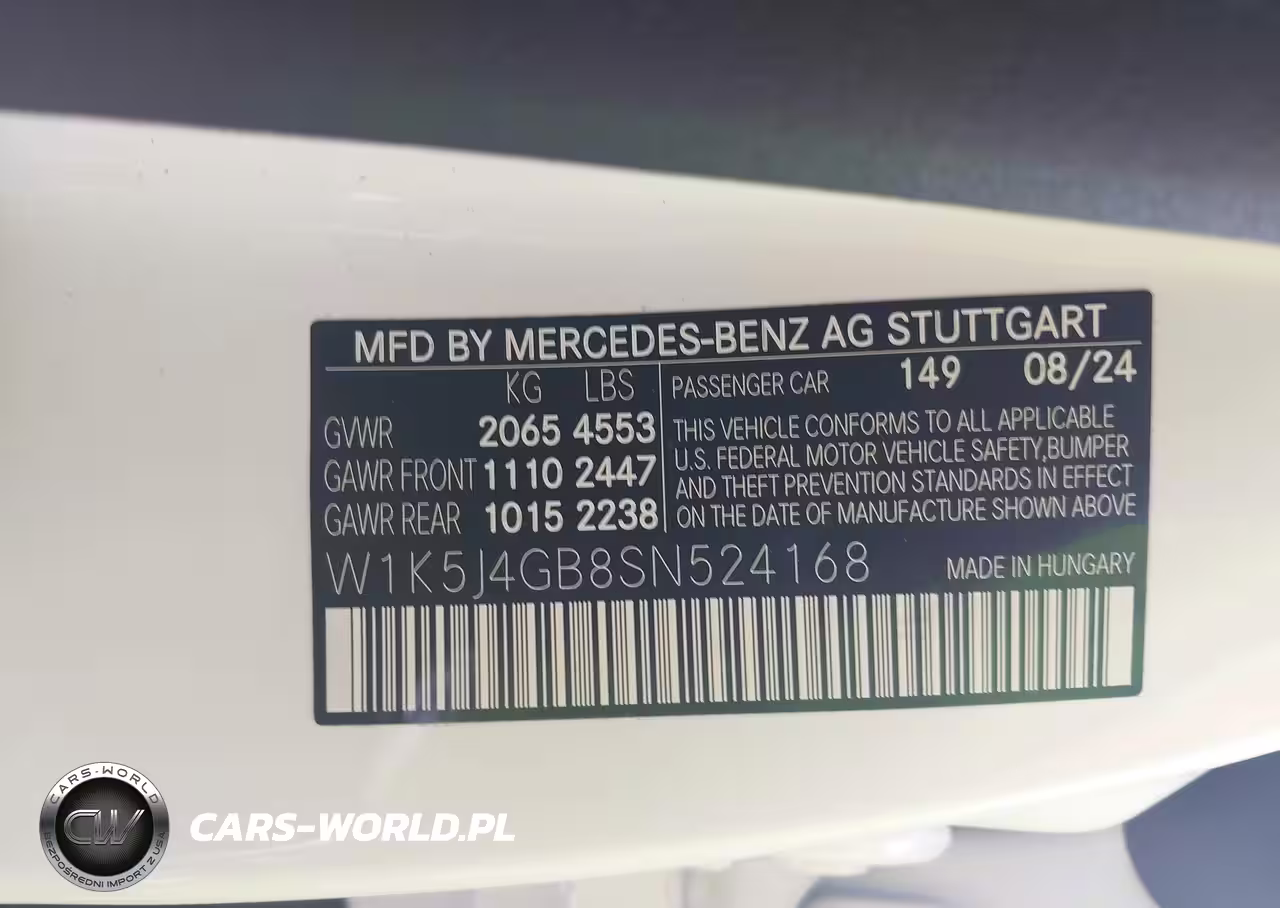 MFD BY MERCEDES-BENZ AG STUTTGART
KG LBS
GVWR 2065 4553
GAWR FRONT 1110 2447
GAWR REAR 1015 2238
PASSENGER CAR 149 08/24
THIS VEHICLE CONFORMS TO ALL APPLICABLE
U.S. FEDERAL MOTOR VEHICLE SAFETY,BUMPER
AND THEFT PREVENTION STANDARDS IN EFFECT
ON THE DATE OF MANUFACTURE SHOWN ABOVE
W1K5J4GB8SN524168 MADE IN HUNGARY
CARS-WORLD
CW
BEZPOŚREDNI IMPORT Z USA
CARS-WORLD.PL